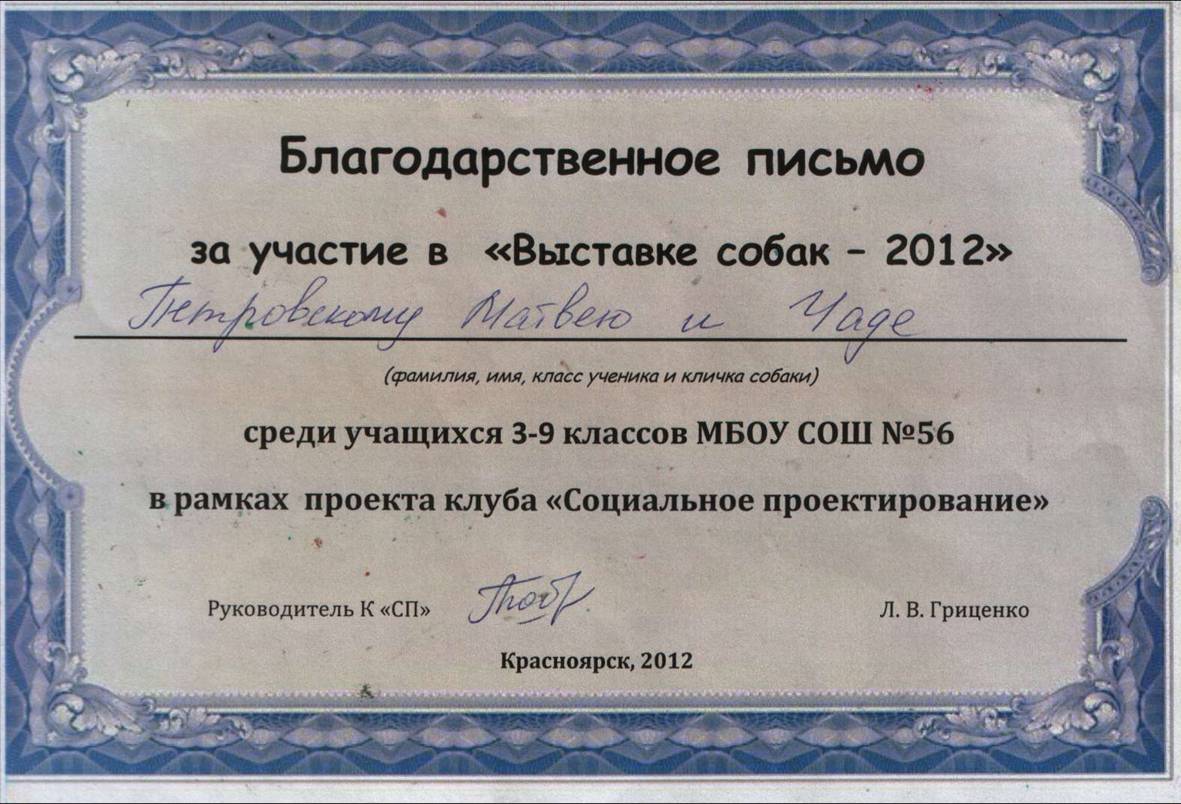 Благодарственное письмо
за участие в «Выставке собак – 2012»
Петровскому Матвею и Чаде
(фамилия, имя, класс ученика и кличка собаки)
среди учащихся 3-9 классов МБОУ СОШ №56
в рамках проекта клуба «Социальное проектирование»
Руководитель К «СП» Л. В. Гриценко
Красноярск, 2012